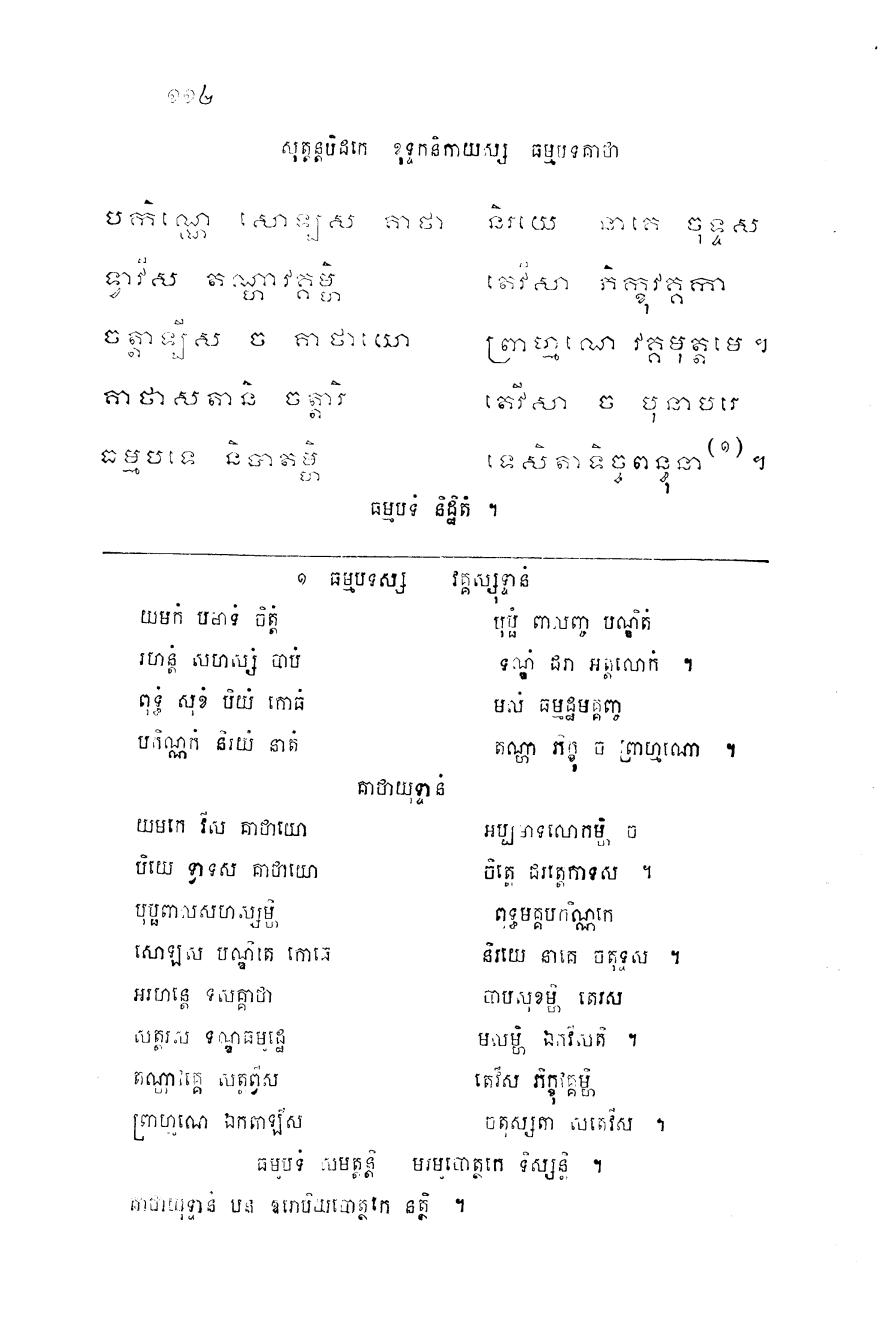 ១១៤
សុត្តន្តបិដកេ ខុទ្ទកនិកាយស្ស ធម្មបទគាថា
បកិណ្ណេ សោឡស គាថា និរយេ នាគេ ចុទ្ទស
ទ្វាវីស តណ្ហាវគ្គម្ហិ តេវីសា ភិក្ខុវគ្គកា
ចត្តាឡីស ច គាថាយោ ព្រាហ្មណេ វគ្គមុត្តមេ ។
គាថាសតានិ ចត្តារិ តេវីសា ច បុនាបរេ
ធម្មបទេ និបាតម្ហិ ទេសិតាទិច្ចពន្ធុនា (១) ។
ធម្មបទំ និដ្ឋិតំ ។
១ ធម្មបទស្ស វគ្គស្សុទ្ទានំ
យមកំ បមាទំ ចិត្តំ បុប្ផំ ពាលញ្ច បណ្ឌិតំ
រហន្តំ សហស្សំ បាបំ ទណ្ឌំ ជរា អត្តលោកំ ។
ពុទ្ធំ សុខំ បិយំ កោធំ មលំ ធម្មដ្ឋមគ្គញ្ច
បកិណ្ណកំ និរយំ នាគំ តណ្ហា ភិក្ខុ ច ព្រាហ្មណោ ។
គាថាយុទ្ទានំ
យមកេ វីស គាថាយោ អប្បមាទលោកម្ហិ ច
បិយេ ទ្វាទស គាថាយោ ចិត្តេ ជរត្តេកាទស ។
បុប្ផពាលសហស្សម្ហិ ពុទ្ធមគ្គបកិណ្ណកេ
សោឡស បណ្ឌិតេ កោធេ និរយេ នាគេ ចតុទ្ទស ។
អរហន្តេ ទសគ្គាថា បាបសុខម្ហិ តេរស
សត្តរស ទណ្ឌធម្មដ្ឋេ មលម្ហិ ឯកវីសតិ ។
តណ្ហាវគ្គេ សត្តព្វីស តេវីស ភិក្ខុវគ្គម្ហិ
ព្រាហ្មណេ ឯកតាឡីស ចតុស្សតា សតេវីស ។
ធម្មបទំ សមត្តន្តិ មរម្មបោត្ថកេ ទិស្សន្តិ ។
គាថាយុទ្ទានំ បន ឧរោបិយបោត្ថកេ នត្ថិ ។